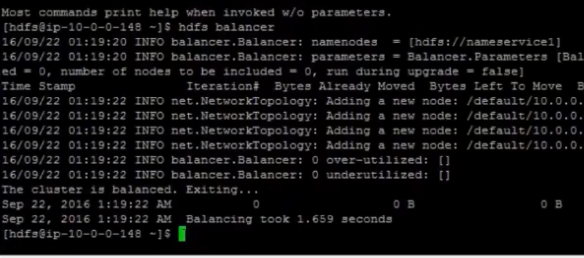 Most commands print help when invoked w/o parameters.
[hdfs@ip-10-0-0-148 ~]$ hdfs balancer
16/09/22 01:19:20 INFO balancer.Balancer: namenodes  = [hdfs://nameservice1]
16/09/22 01:19:20 INFO balancer.Balancer: parameters = Balancer.Parameters [Bal
ed = 0, number of nodes to be included = 0, run during upgrade = false]
Time Stamp               Iteration#  Bytes Already Moved  Bytes Left To Move  B
16/09/22 01:19:22 INFO net.NetworkTopology: Adding a new node: /default/10.0.0.
16/09/22 01:19:22 INFO net.NetworkTopology: Adding a new node: /default/10.0.0.
16/09/22 01:19:22 INFO net.NetworkTopology: Adding a new node: /default/10.0.0.
16/09/22 01:19:22 INFO net.NetworkTopology: Adding a new node: /default/10.0.0.
16/09/22 01:19:22 INFO balancer.Balancer: 0 over-utilized: []
16/09/22 01:19:22 INFO balancer.Balancer: 0 underutilized: []
The cluster is balanced. Exiting...
Sep 22, 2016 1:19:22 AM           0                  0 B                 0 B
Sep 22, 2016 1:19:22 AM  Balancing took 1.659 seconds
[hdfs@ip-10-0-0-148 ~]$